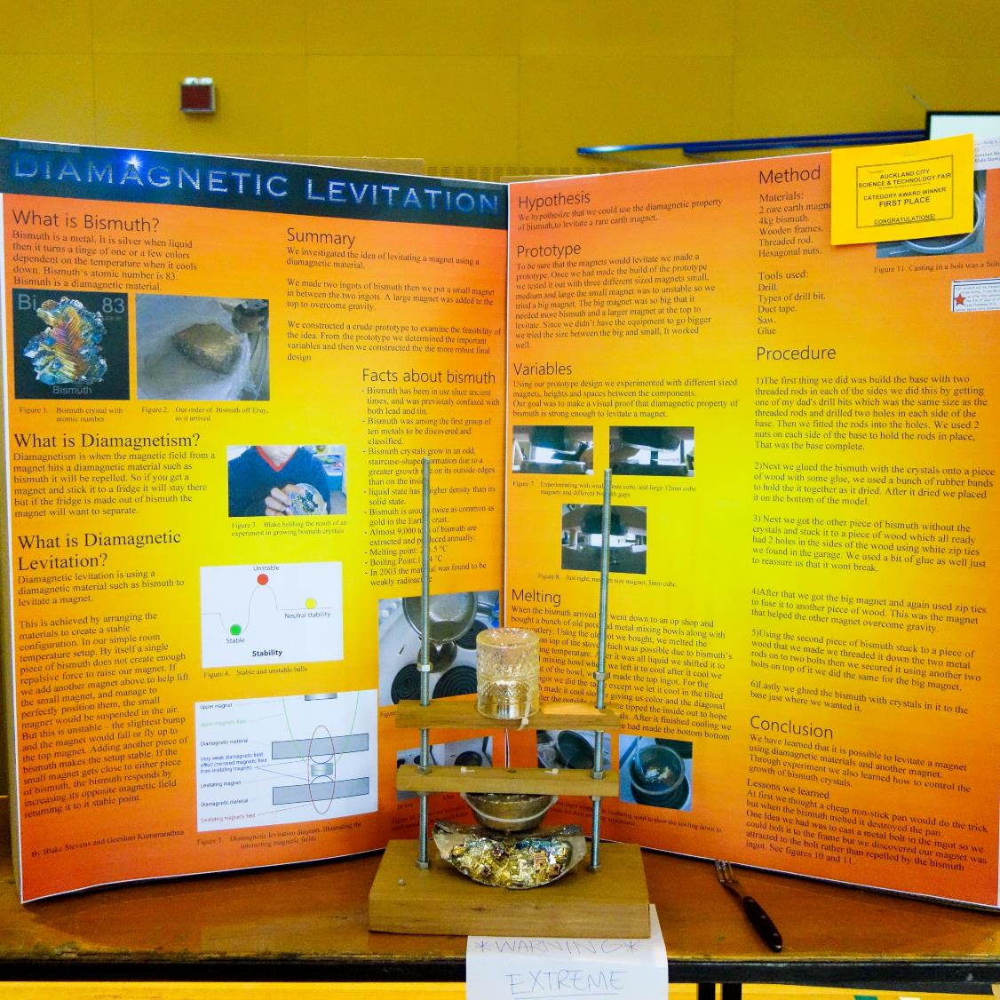 DIAMAGNETIC LEVITATION
What is Bismuth?
Bismuth is a metal. It is silver when liquid
then it turns a tinge of one or a few colors
dependent on the temperature when it cools
down. Bismuth's atomic number is 83.
Bismuth is a diamagnetic material.
Bi 83
Bismuth
Figure 1. Bismuth crystal with
atomic number
Figure 2. Our order of Bismuth off Ebay,
as it arrived
What is Diamagnetism?
Diamagnetism is when the magnetic field from a
magnet hits a diamagnetic material such as
bismuth it will be repelled. So if you get a
magnet and stick it to a fridge it will stay there
but if the fridge is made out of bismuth the
magnet will want to separate.
Figure 3. Blake holding the result of an
experiment in growing bismuth crystals
What is Diamagnetic
Levitation?
Diamagnetic levitation is using a
diamagnetic material such as bismuth to
levitate a magnet.
This is achieved by arranging the
materials to create a stable
configuration. In our simple room
temperature setup. By itself a single
piece of bismuth does not create enough
repulsive force to raise our magnet. If
we add another magnet above to help lift
the small magnet, and manage to
perfectly position them, the small
magnet would be suspended in the air.
But this is unstable – the slightest bump
and the magnet would fall or fly up to
the top magnet. Adding another piece of
bismuth makes the setup stable. If the
small magnet gets close to either piece
of bismuth, the bismuth responds by
increasing its opposite magnetic field
returning it to it stable point.
By Blake Stevens and Geeshan Kumararathna
Unstable
Neutral stability
Stable
Stability
Figure 4. Stable and unstable balls
Upper magnet
Upper magnetic field
Diamagnetic material
Very weak diamagnetic field
effect (mirrored magnetic field
from levitating magnet)
Levitating magnet
Diamagnetic material
Levitating magnet's field
Figure 5. Diamagnetic levitation diagram, illustrating the
interacting magnetic fields
Summary
We investigated the idea of levitating a magnet using a
diamagnetic material.
We made two ingots of bismuth then we put a small magnet
in between the two ingots. A large magnet was added to the
top to overcome gravity.
We constructed a crude prototype to examine the feasibility of
the idea. From the prototype we determined the important
variables and then we constructed the the more robust final
design
Facts about bismuth
- Bismuth has been in use since ancient
times, and was previously confused with
both lead and tin.
- Bismuth was among the first group of
ten metals to be discovered and
classified.
- Bismuth crystals grow in an odd,
staircase-shaped formation due to a
greater growth on its outside edges
than on the
- liquid state has higher density than its
solid state.
- Bismuth is around twice as common as
gold in the Earth's crust.
- Almost 9,000 of bismuth are
extracted and produced annually.
- Melting point: °C
- Boiling Point: °C
- In 2003 the material was found to be
weakly radioactive
Hypothesis
We hypothesize that we could use the diamagnetic property
of bismuth,to levitate a rare earth magnet.
Prototype
To be sure that the magnets would levitate we made a
prototype. Once we had made the build of the prototype
we tested it out with three different sized magnets small,
medium and large the small magnet was to unstable so we
tried a big magnet. The big magnet was so big that it
needed more bismuth and a larger magnet at the top to
levitate. Since we didn't have the equipment to go bigger
we tried the size between the big and small, It worked
well.
Variables
Using our prototype design we experimented with different sized
magnets, heights and spaces between the components.
Our goal was to make a visual proof that diamagnetic property of
bismuth is strong enough to levitate a magnet.
Figure 7. Experimenting with small cube, and large 12mm cube
magnets and different gaps
Figure 8. Just right, medium size magnet, 5mm cube
Melting
When the bismuth arrived went down to an op shop and
bought a bunch of old pots metal mixing bowls along with
cutlery. Using the old we bought, we melted the
on top of the stove which was possible due to bismuth's
temperature. it was all liquid we shifted it to
mixing bowl left it to cool after it cool we
of the bowl, made the top ingot. For the
ingot we did the except we let it cool in the tilted
made it cool giving us color and the diagonal
the outside tipped the inside out to hope
After it finished cooling we
had made the bottom
Method
Materials:
2 rare earth
4kg bismuth.
Wooden frames.
Threaded rod.
Hexagonal nuts.
Tools used:
Drill.
Types of drill bit.
Duct tape.
Saw.
Glue
AUCKLAND CITY
SCIENCE & TECHNOLOGY FAIR
CATEGORY AWARD WINNER
FIRST PLACE
CONGRATULATIONS!
Figure 11. Casting in a bolt was a
Procedure
1)The first thing we did was build the base with two
threaded rods in each of the sides we did this by getting
one of my dad's drill bits which was the same size as the
threaded rods and drilled two holes in each side of the
base. Then we fitted the rods into the holes. We used 2
nuts on each side of the base to hold the rods in place,
That was the base complete.
2)Next we glued the bismuth with the crystals onto a piece
of wood with some glue, we used a bunch of rubber bands
to hold the it together as it dried. After it dried we placed
it on the bottom of the model.
3) Next we got the other piece of bismuth without the
crystals and stuck it to a piece of wood which all ready
had 2 holes in the sides of the wood using white zip ties
we found in the garage. We used a bit of glue as well just
to reassure us that it wont break.
4)After that we got the big magnet and again used zip ties
to fuse it to another piece of wood. This was the magnet
that helped the other magnet overcome gravity.
5)Using the second piece of bismuth stuck to a piece of
wood that we made we threaded it down the two metal
rods on to two bolts then we secured it using another two
bolts on top of it we did the same for the big magnet.
6)Lastly we glued the bismuth with crystals in it to the
base just where we wanted it.
Conclusion
We have learned that it is possible to levitate a magnet
using diamagnetic materials and another magnet.
Through experiment we also learned how to control the
growth of bismuth crystals.
Lessons we learned
At first we thought a cheap non-stick pan would do the trick
but when the bismuth melted it destroyed the pan.
One Idea we had was to cast a metal bolt in the ingot so we
could bolt it to the frame but we discovered our magnet was
attracted to the bolt rather than repelled by the bismuth
ingot. See figures 10 and 11.
*WARNING*
EXTREME